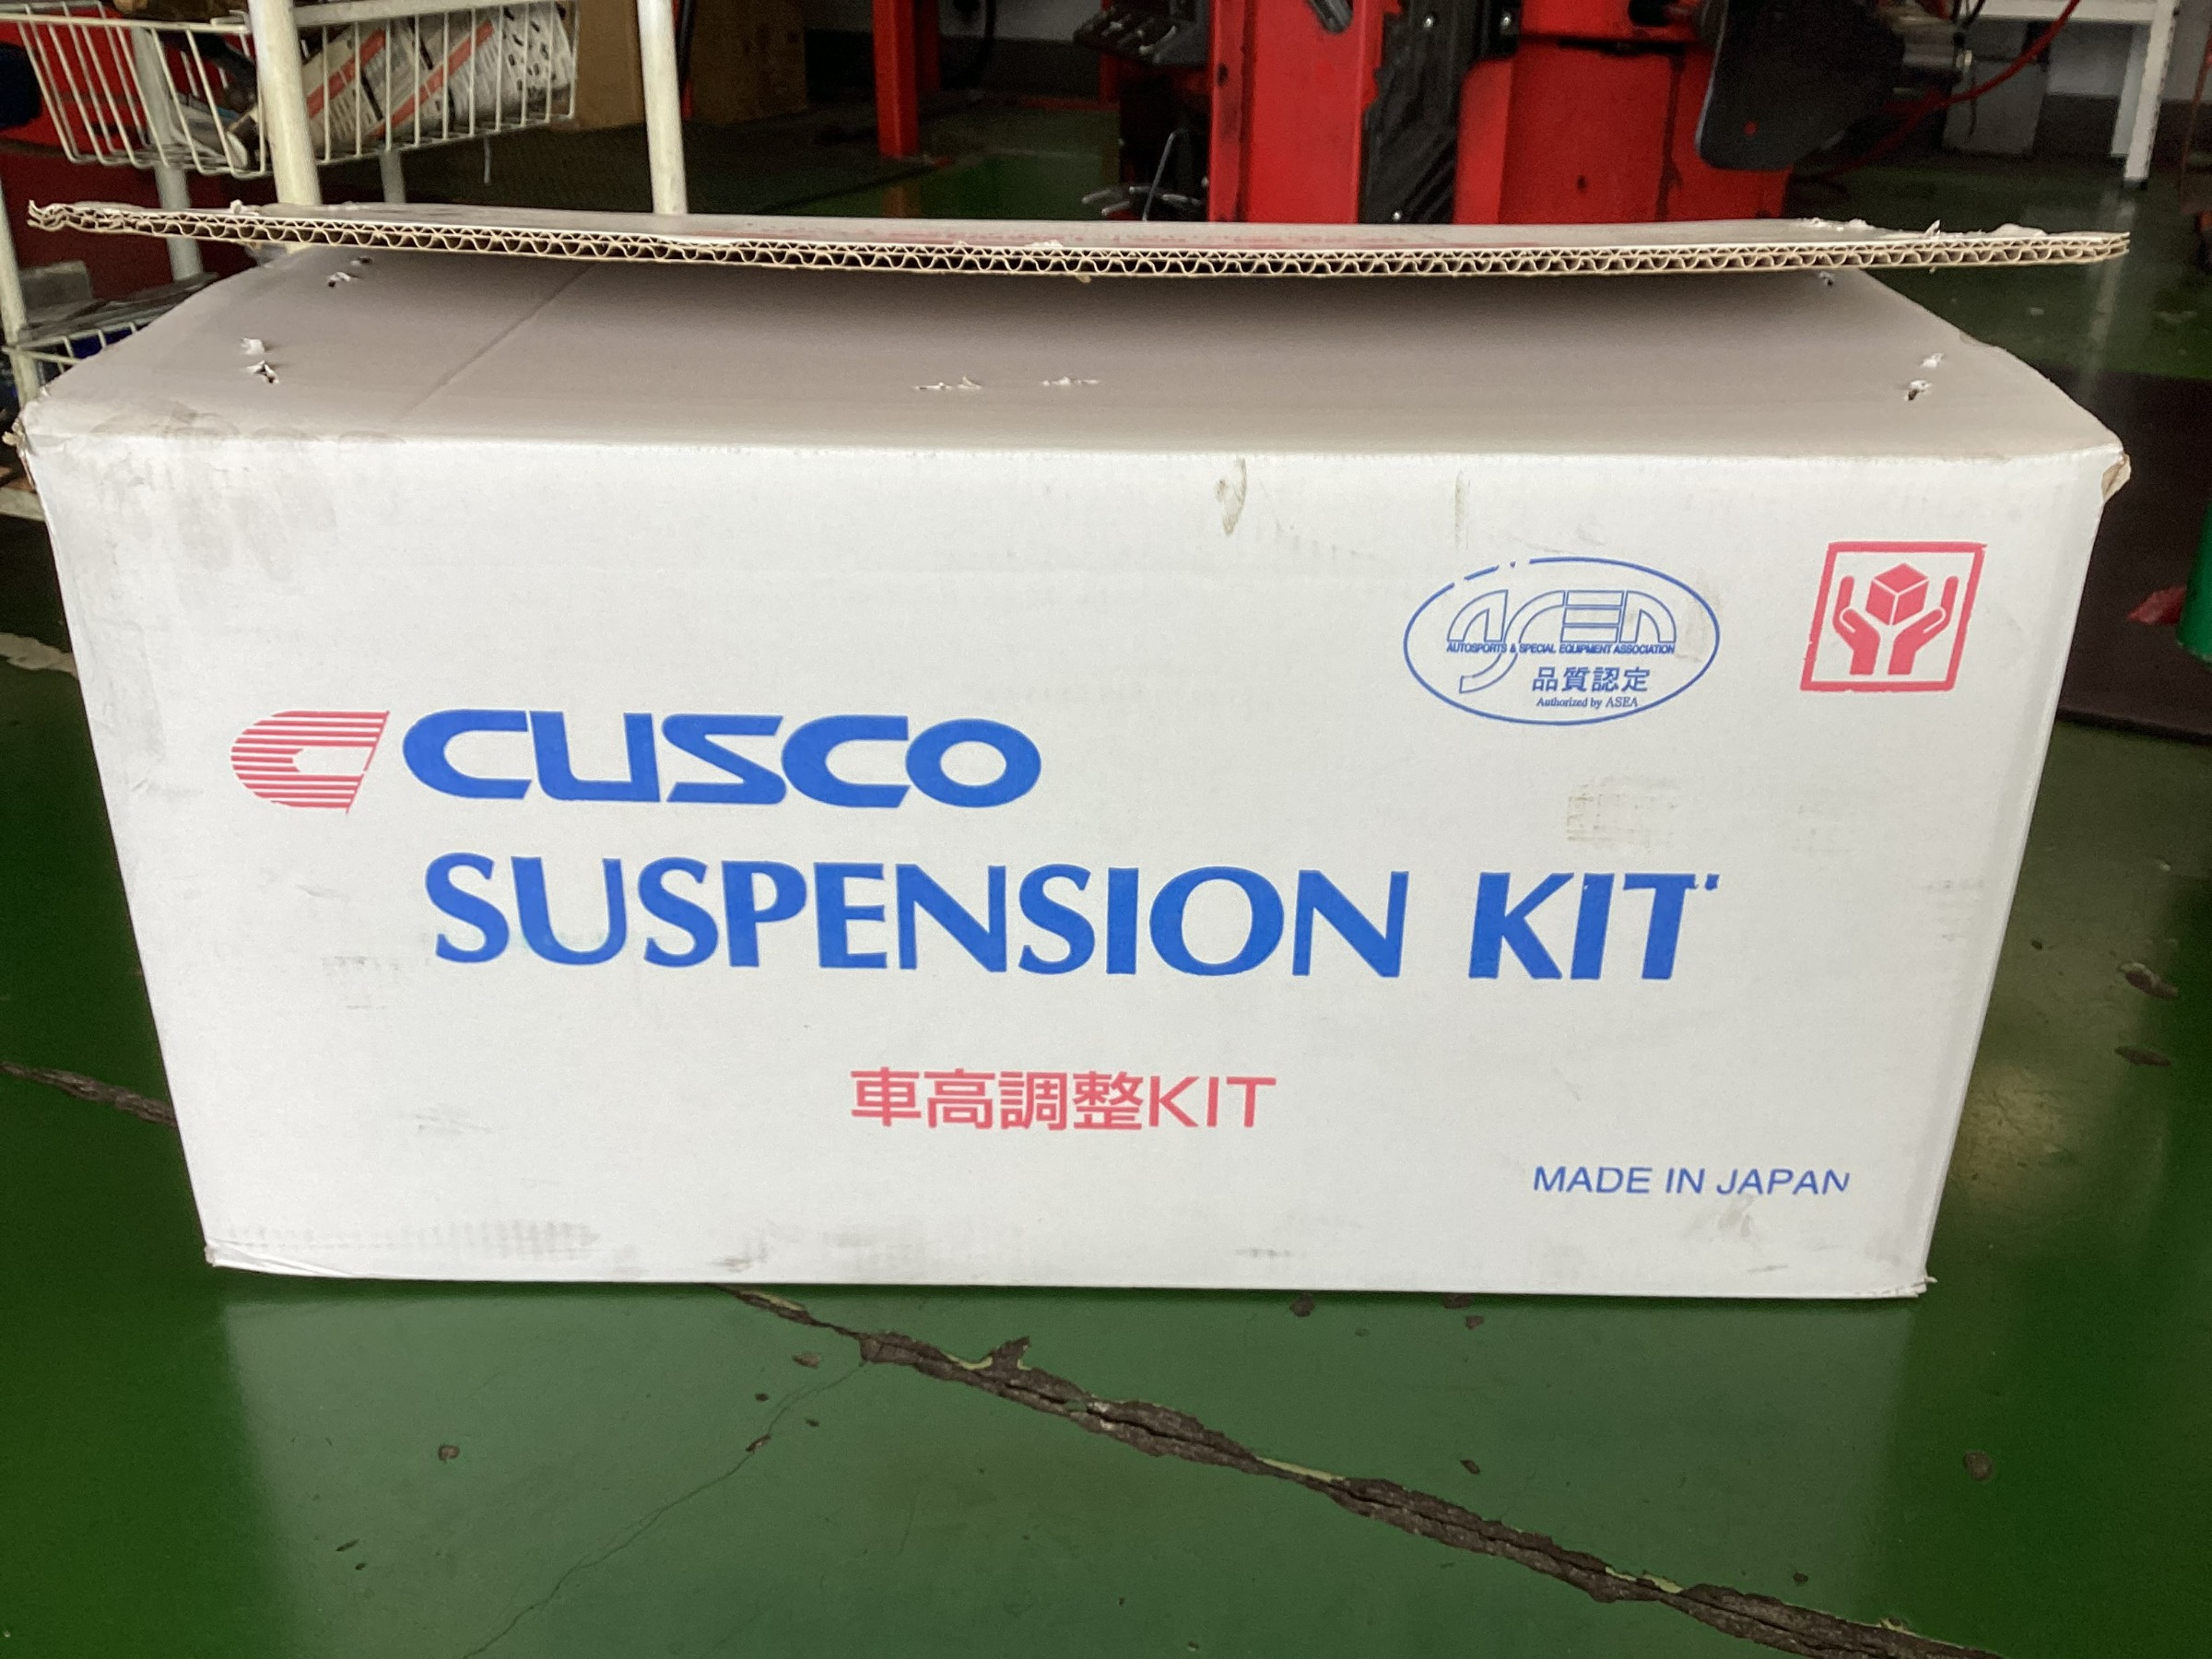 ASEA
AUTOSPORTS & SPECIAL EQUIPMENT ASSOCIATION
品質認定
Authorized by ASEA
CUSCO
SUSPENSION KIT
車高調整KIT
MADE IN JAPAN